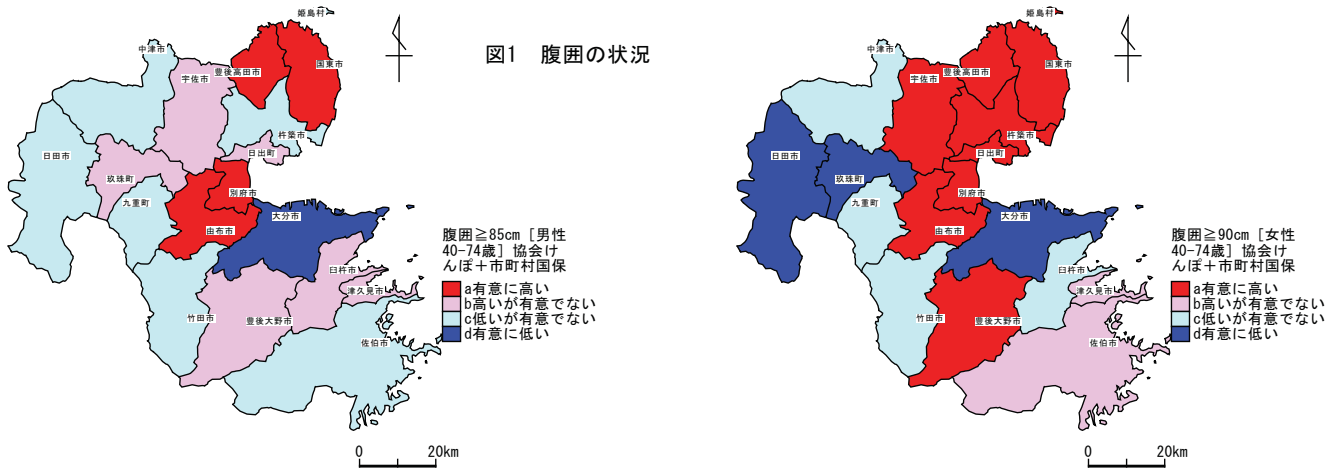 図1 腹囲の状況
姫島村
中津市
宇佐市
豊後高田市
国東市
杵築市
日出町
日田市
玖珠町
九重町
別府市
由布市
大分市
臼杵市
津久見市
竹田市
豊後大野市
佐伯市
腹囲≧85cm [男性
40-74歳] 協会け
んぽ+市町村国保
a有意に高い
b高いが有意でない
c低いが有意でない
d有意に低い
0 20km
姫島村
中津市
宇佐市
豊後高田市
国東市
杵築市
日出町
日田市
玖珠町
九重町
別府市
由布市
大分市
臼杵市
津久見市
竹田市
豊後大野市
佐伯市
腹囲≧90cm [女性
40-74歳] 協会け
んぽ+市町村国保
a有意に高い
b高いが有意でない
c低いが有意でない
d有意に低い
0 20km